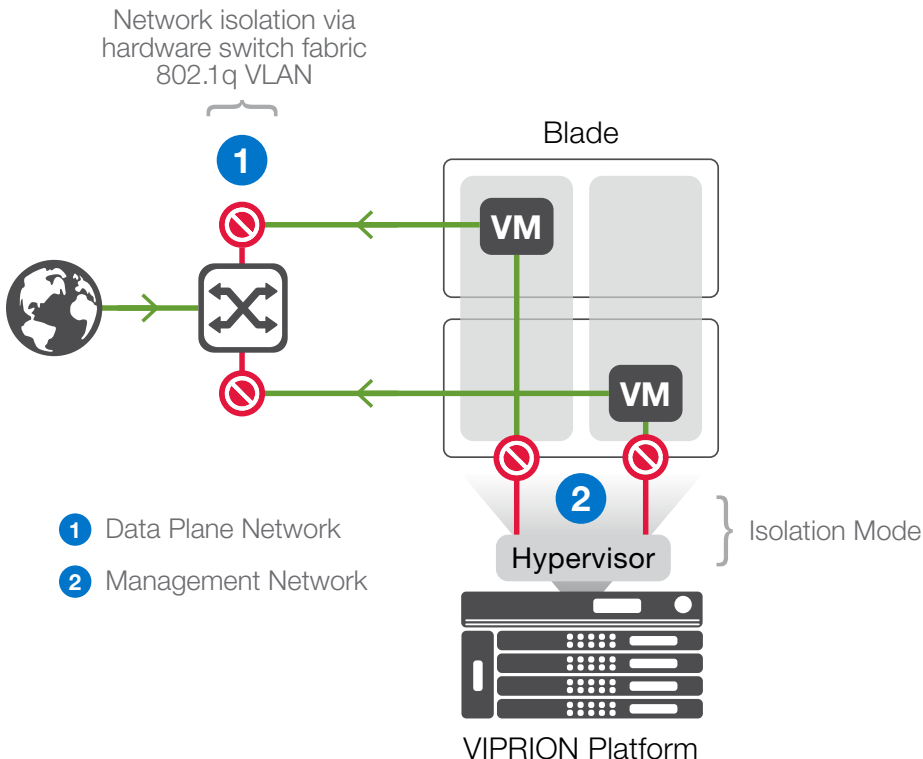 Network isolation via
hardware switch fabric
802.1q VLAN
1
Blade
VM
VM
2
1 Data Plane Network
2 Management Network
Isolation Mode
Hypervisor
VIPRION Platform